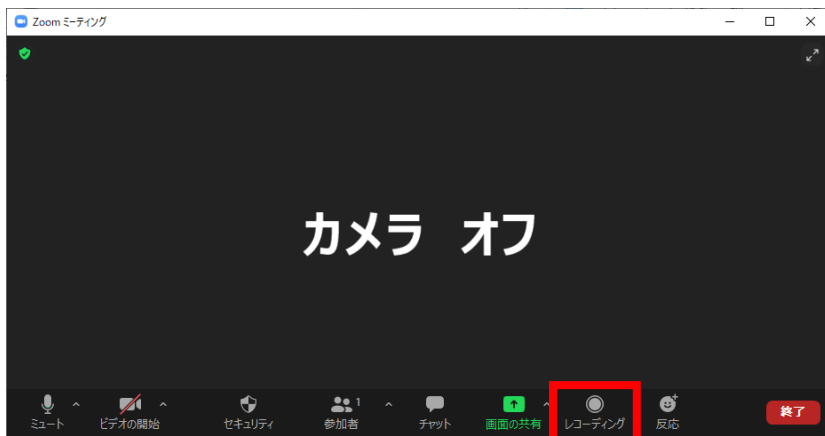 Zoom ミーティング
カメラ オフ
1
ミュート ビデオの開始 セキュリティ 参加者 チャット 画面の共有 レコーディング 反応 終了